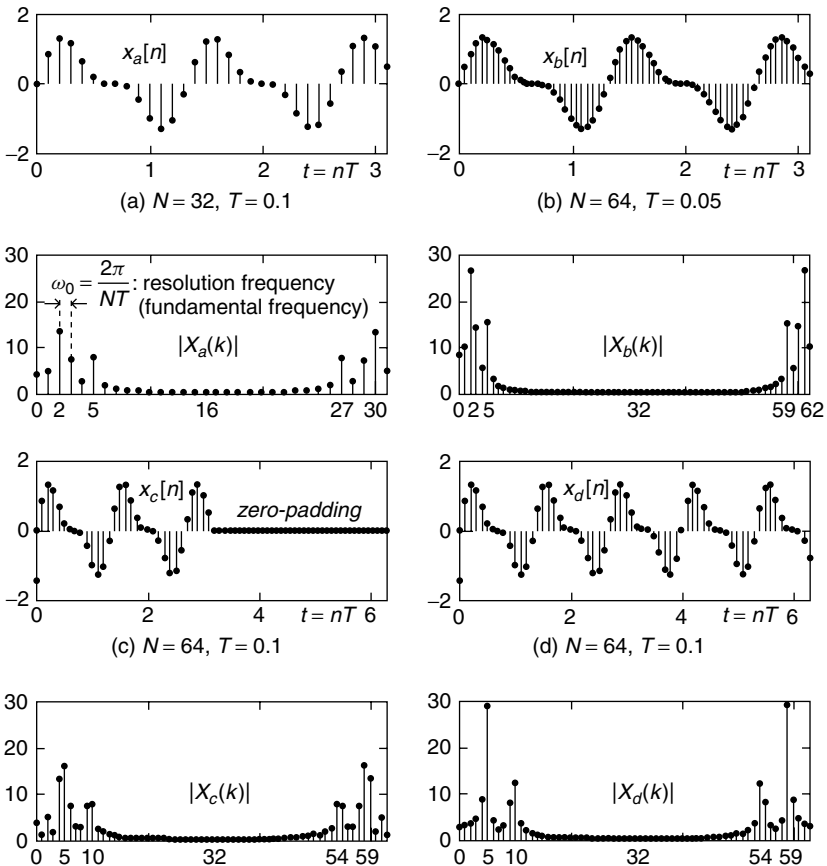 2
0
−2
x_a[n]
0 1 2 t = nT 3
(a) N = 32, T = 0.1
2
0
−2
x_b[n]
0 1 2 t = nT 3
(b) N = 64, T = 0.05
30
20
10
0
ω_0 = 2π/NT : resolution frequency
(fundamental frequency)
|X_a(k)|
0 2 5 16 27 30
30
20
10
0
|X_b(k)|
0 2 5 32 59 62
2
0
−2
x_c[n]
zero-padding
0 2 4 t = nT 6
(c) N = 64, T = 0.1
2
0
−2
x_d[n]
0 2 4 t = nT 6
(d) N = 64, T = 0.1
30
20
10
0
|X_c(k)|
0 5 10 32 54 59
30
20
10
0
|X_d(k)|
0 5 10 32 54 59